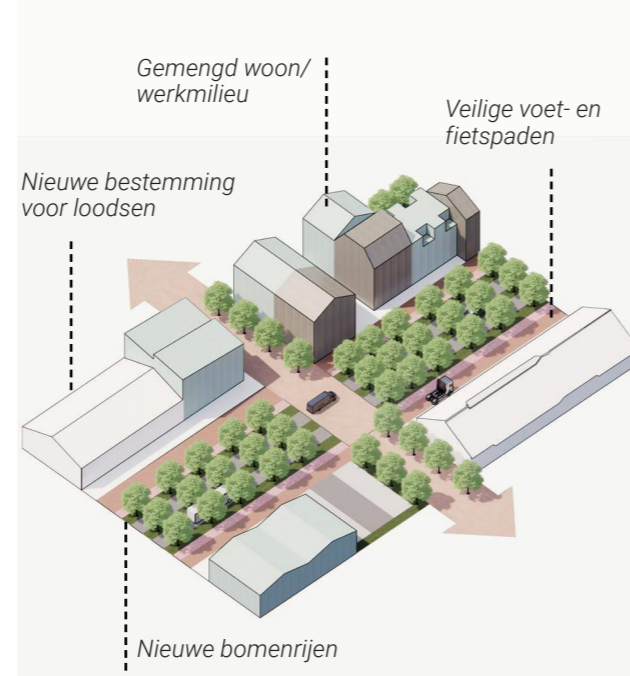 Gemengd woon/
werkmilieu
Veilige voet- en
fietspaden
Nieuwe bestemming
voor loodsen
Nieuwe bomenrijen